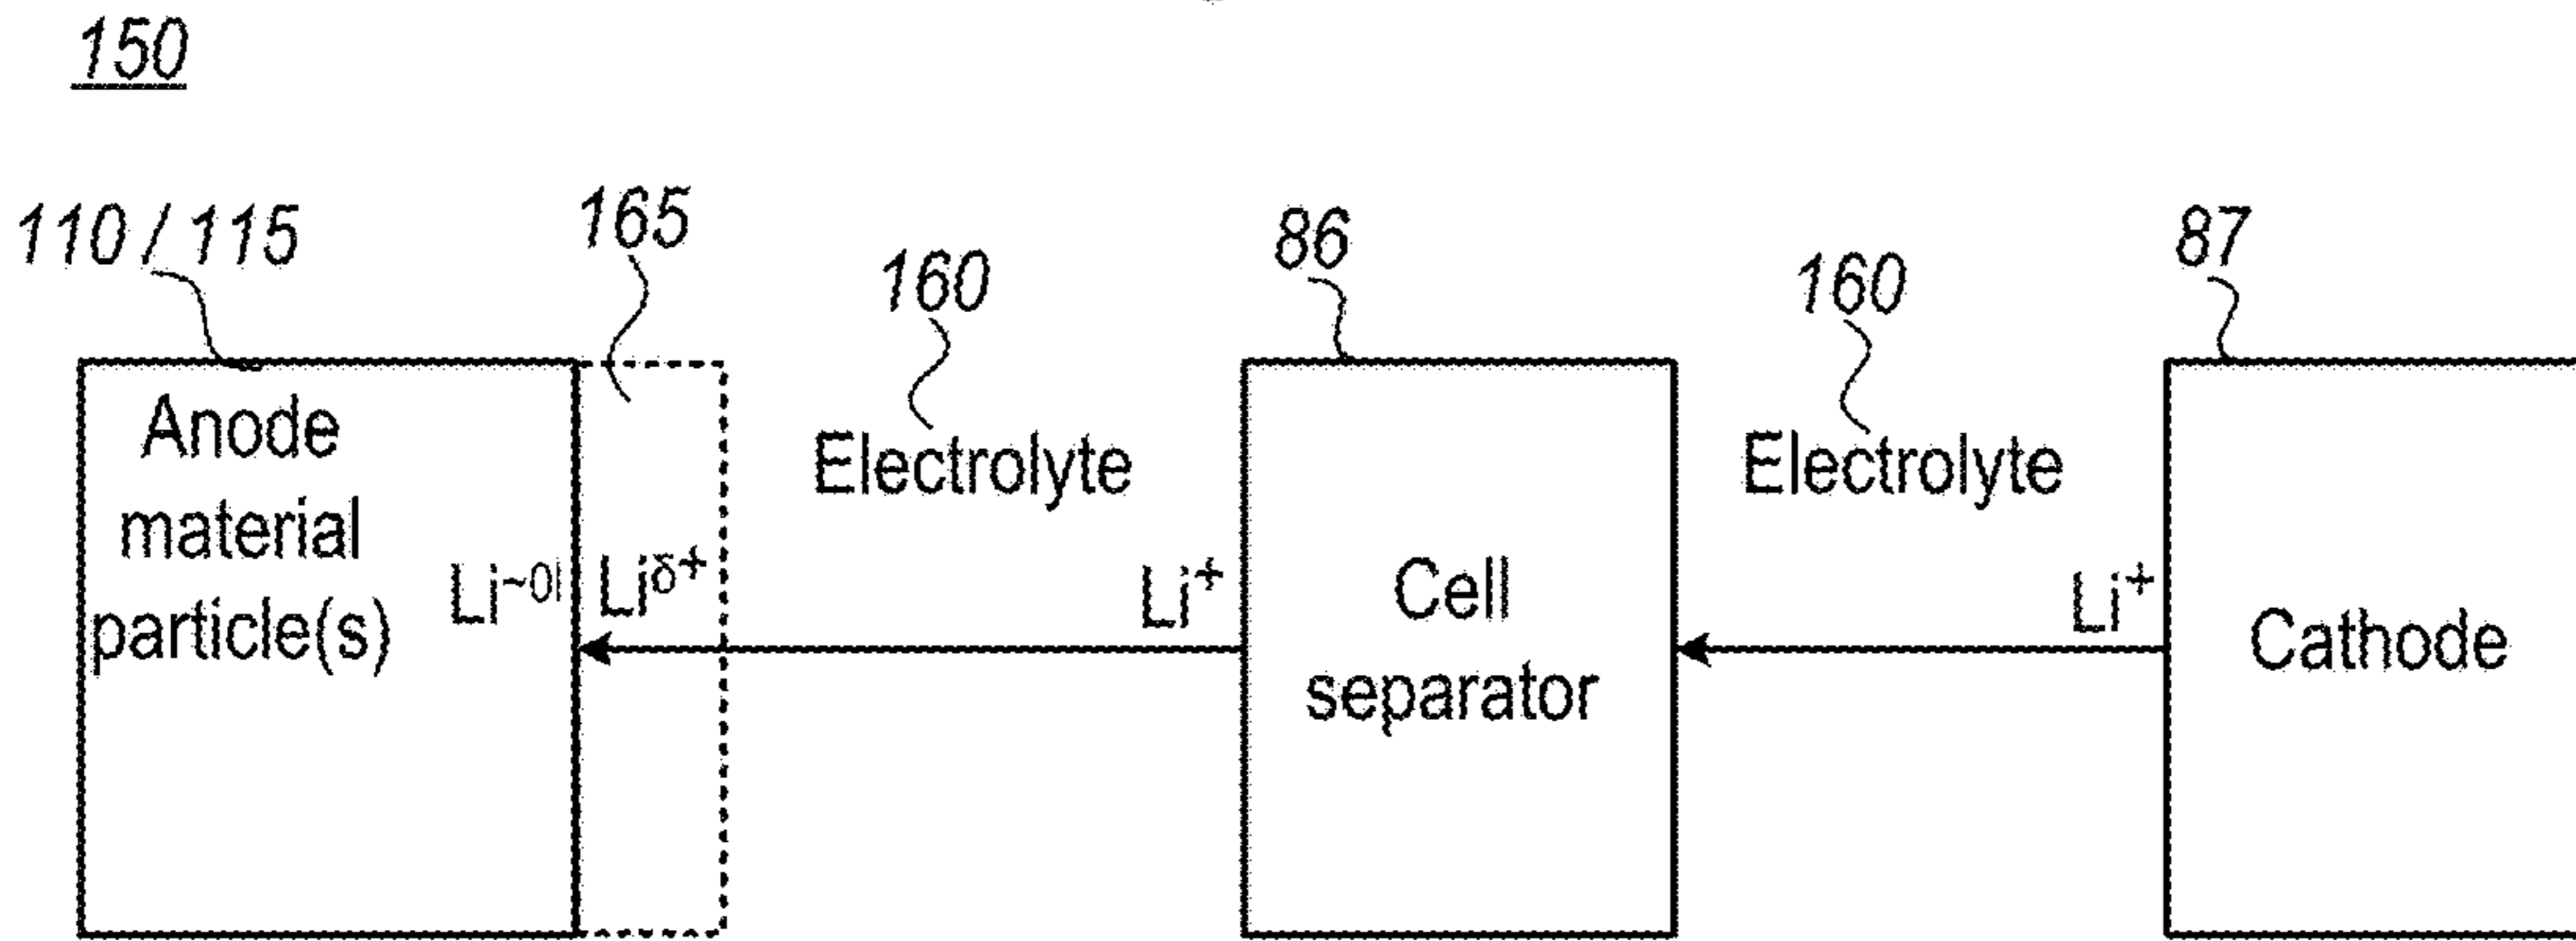 150
110 / 115
165
160
86
160
87
Anode
material
particle(s)
Li~0l
Liδ+
Electrolyte
Li+
Cell
separator
Electrolyte
Li+
Cathode